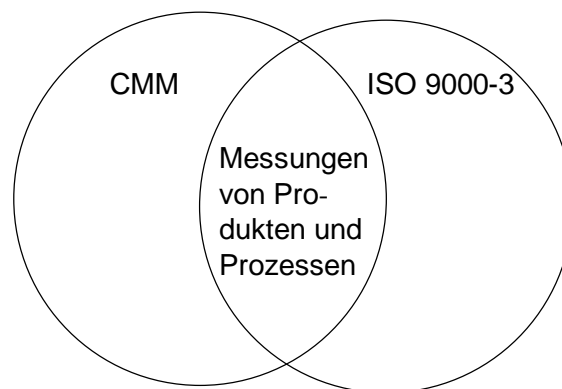 CMM
ISO 9000-3
Messungen
von Pro-
dukten und
Prozessen